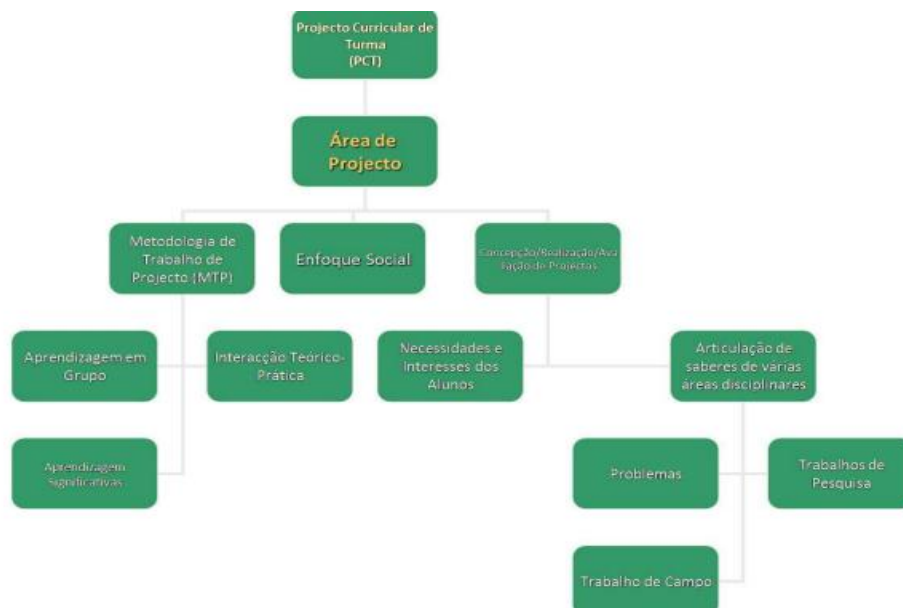 Projecto Curricular de
Turma
(PCT)
Área de
Projecto
Metodologia de
Trabalho de
Projecto (MTP)
Enfoque Social
Concepção/Realização/Ava
liação de Projectos
Aprendizagem em
Grupo
Interacção Teórico-
Prática
Necessidades e
Interesses dos
Alunos
Articulação de
saberes de várias
áreas disciplinares
Aprendizagem
Significativas
Problemas
Trabalhos de
Pesquisa
Trabalho de Campo